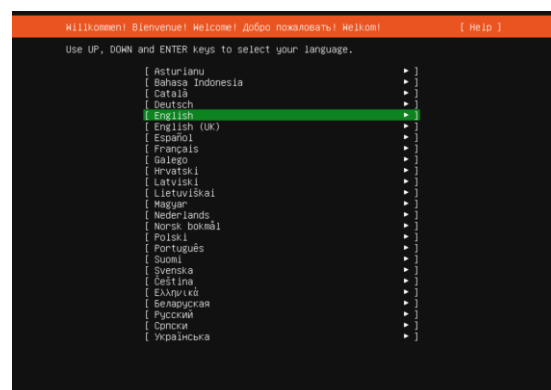 Willkommen! Bienvenue! Welcome! Добро пожаловать! Welkom! [ Help ]
Use UP, DOWN and ENTER keys to select your language.
[ Asturianu ► ]
[ Bahasa Indonesia ► ]
[ Català ► ]
[ Deutsch ► ]
[ English ► ]
[ English (UK) ► ]
[ Español ► ]
[ Français ► ]
[ Galego ► ]
[ Hrvatski ► ]
[ Latviski ► ]
[ Lietuviškai ► ]
[ Magyar ► ]
[ Nederlands ► ]
[ Norsk bokmål ► ]
[ Polski ► ]
[ Português ► ]
[ Suomi ► ]
[ Svenska ► ]
[ Čeština ► ]
[ Ελληνικά ► ]
[ Беларуская ► ]
[ Русский ► ]
[ Српски ► ]
[ Українська ► ]